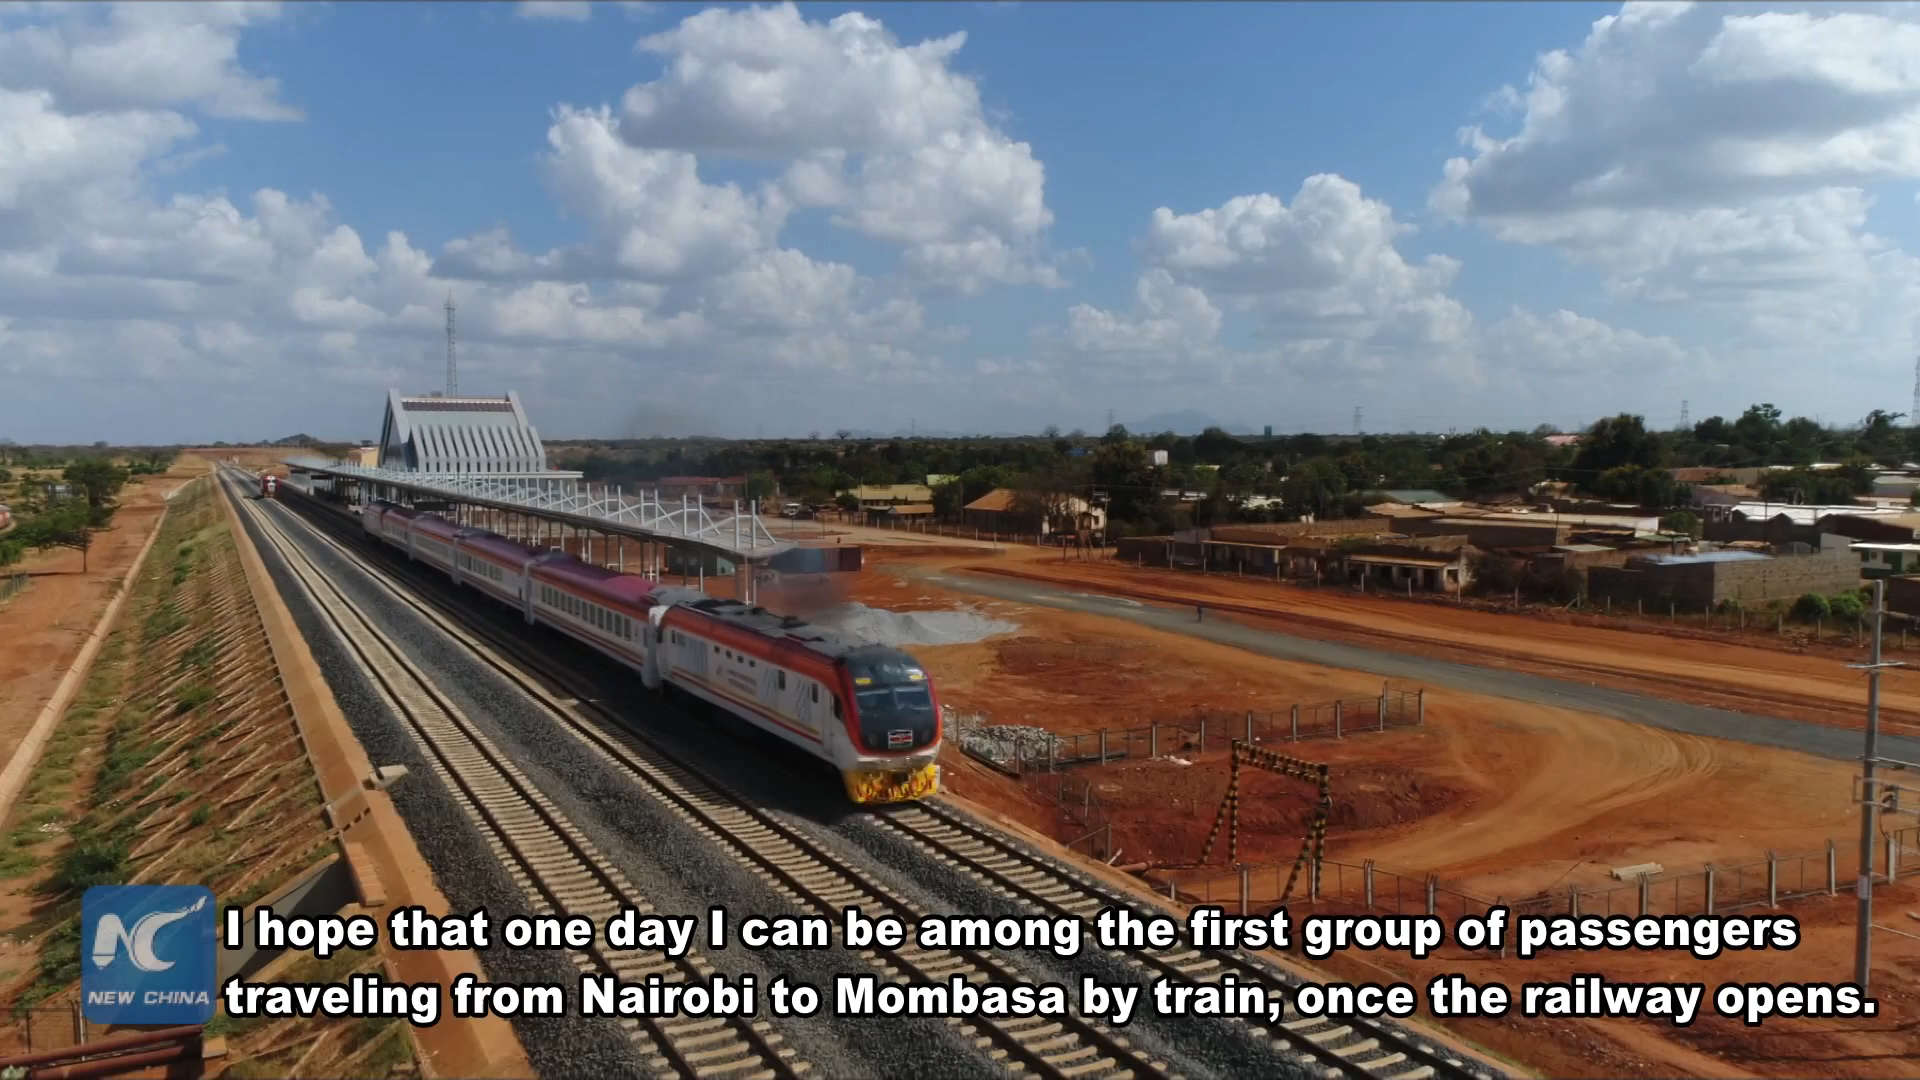 I hope that one day I can be among the first group of passengers
traveling from Nairobi to Mombasa by train, once the railway opens.
NC
NEW CHINA